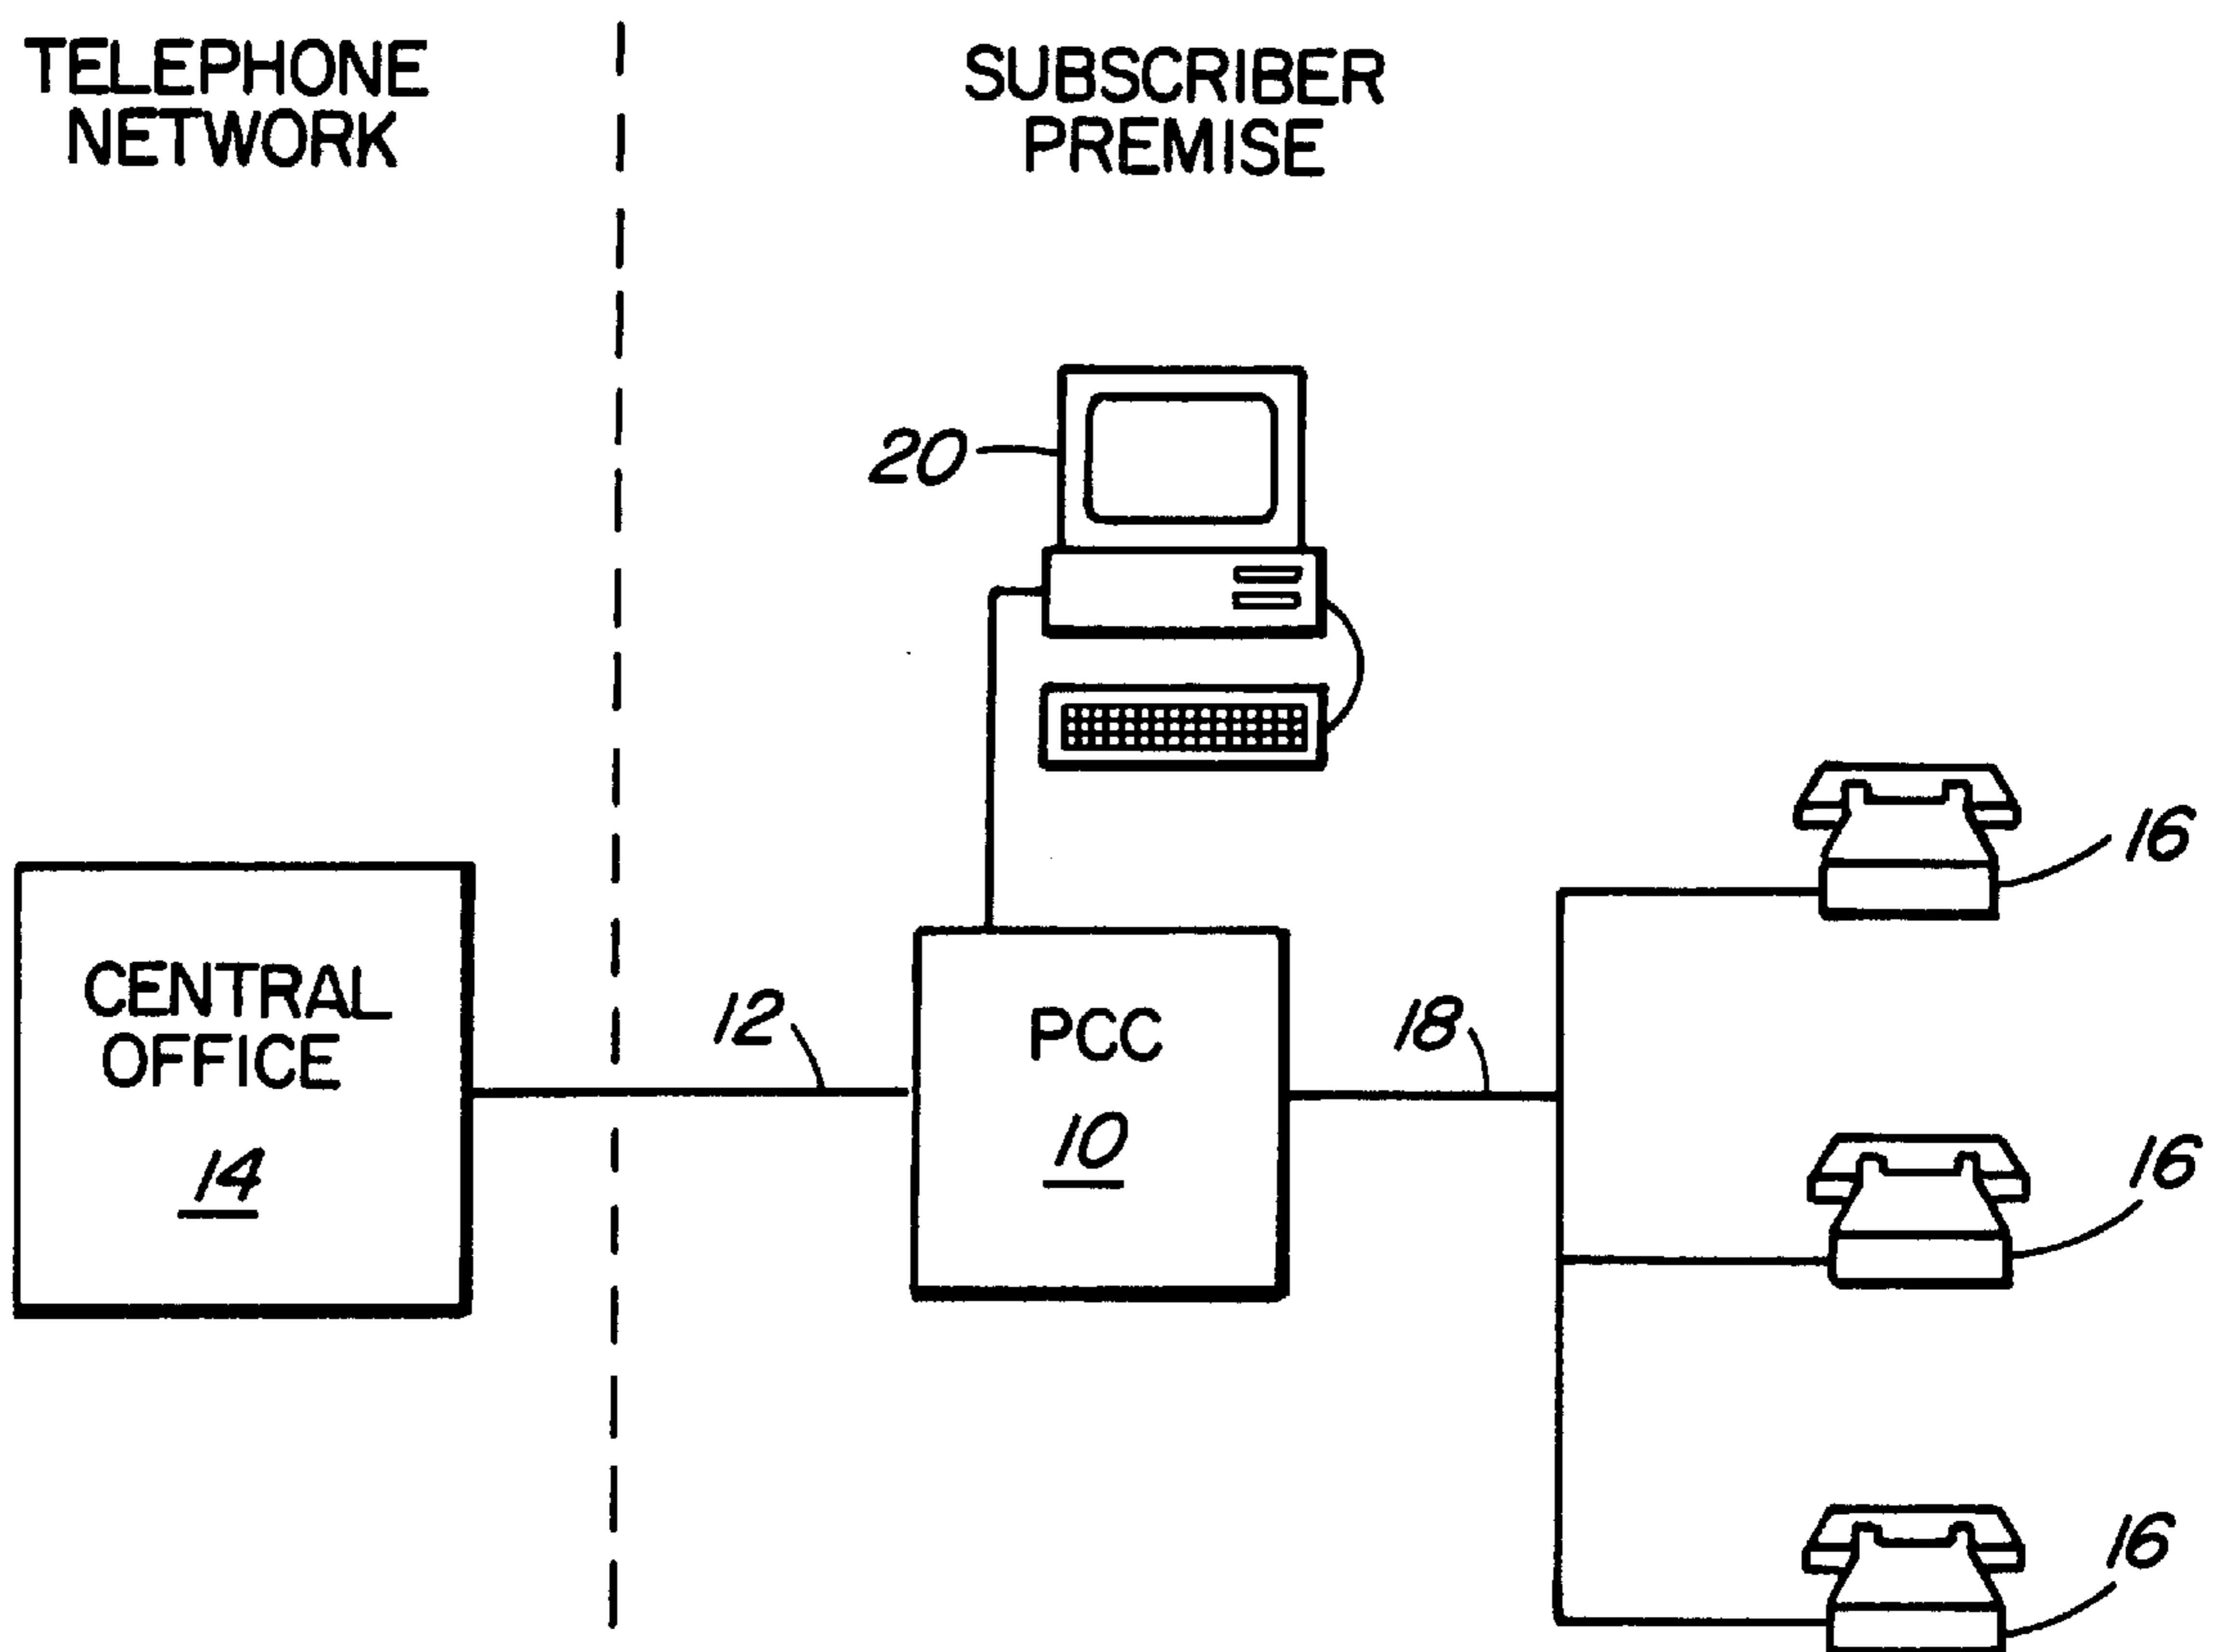 TELEPHONE
NETWORK
SUBSCRIBER
PREMISE
20
16
CENTRAL
OFFICE
14
12
PCC
10
18
16
16